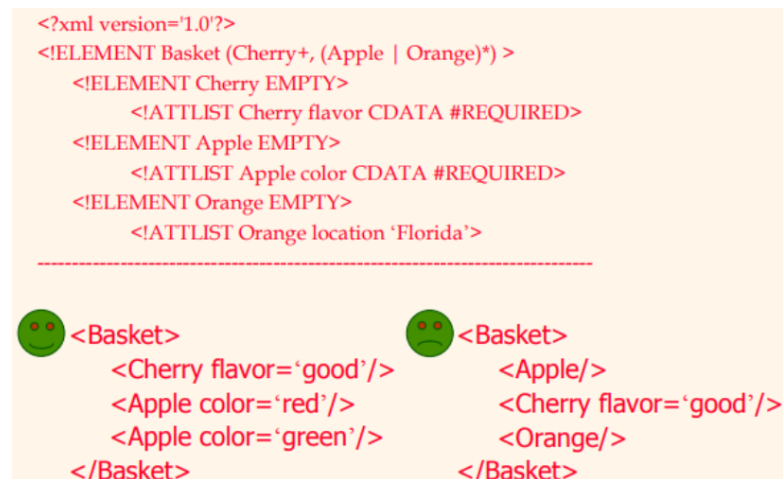 <?xml version='1.0'?>
<!ELEMENT Basket (Cherry+, (Apple | Orange)*) >
<!ELEMENT Cherry EMPTY>
<!ATTLIST Cherry flavor CDATA #REQUIRED>
<!ELEMENT Apple EMPTY>
<!ATTLIST Apple color CDATA #REQUIRED>
<!ELEMENT Orange EMPTY>
<!ATTLIST Orange location ‘Florida’>
--------------------------------------------------------------------------------
<Basket>
<Cherry flavor=‘good’/>
<Apple color=‘red’/>
<Apple color=‘green’/>
</Basket>
<Basket>
<Apple/>
<Cherry flavor=‘good’/>
<Orange/>
</Basket>